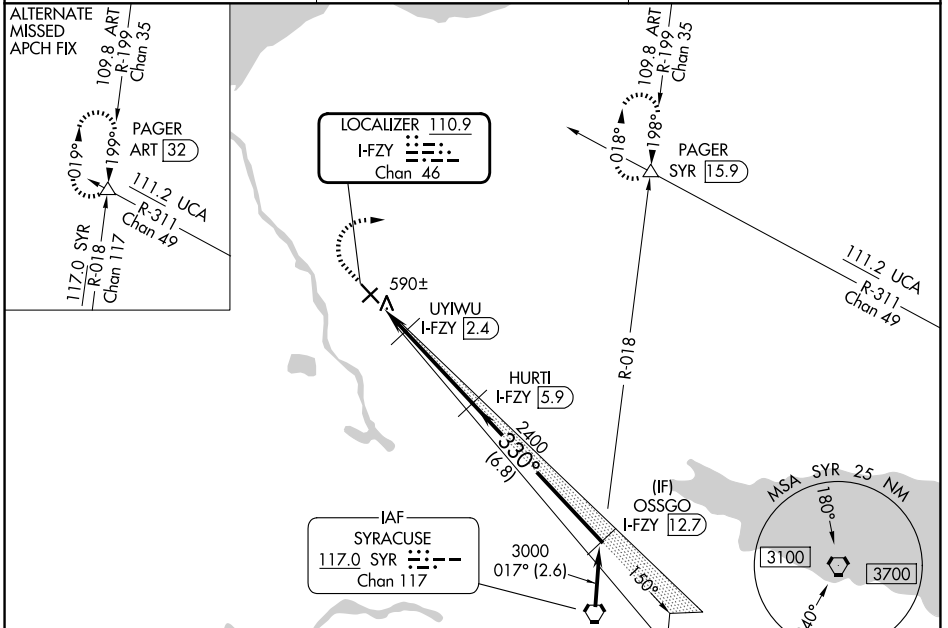 ALTERNATE
MISSED
APCH FIX
109.8 ART
R-199
Chan 35
019°
199°
PAGER
ART 32
111.2 UCA
R-311
Chan 49
117.0 SYR
R-018
Chan 117
LOCALIZER 110.9
I-FZY
Chan 46
109.8 ART
R-199
Chan 35
018°
198°
PAGER
SYR 15.9
111.2 UCA
R-311
Chan 49
R-018
590±
UYIWU
I-FZY 2.4
HURTI
I-FZY 5.9
2400
330°
(6.8)
(IF)
OSSGO
I-FZY 12.7
IAF
SYRACUSE
117.0 SYR
Chan 117
3000
017° (2.6)
150°
MSA SYR 25 NM
180°
3100
3700